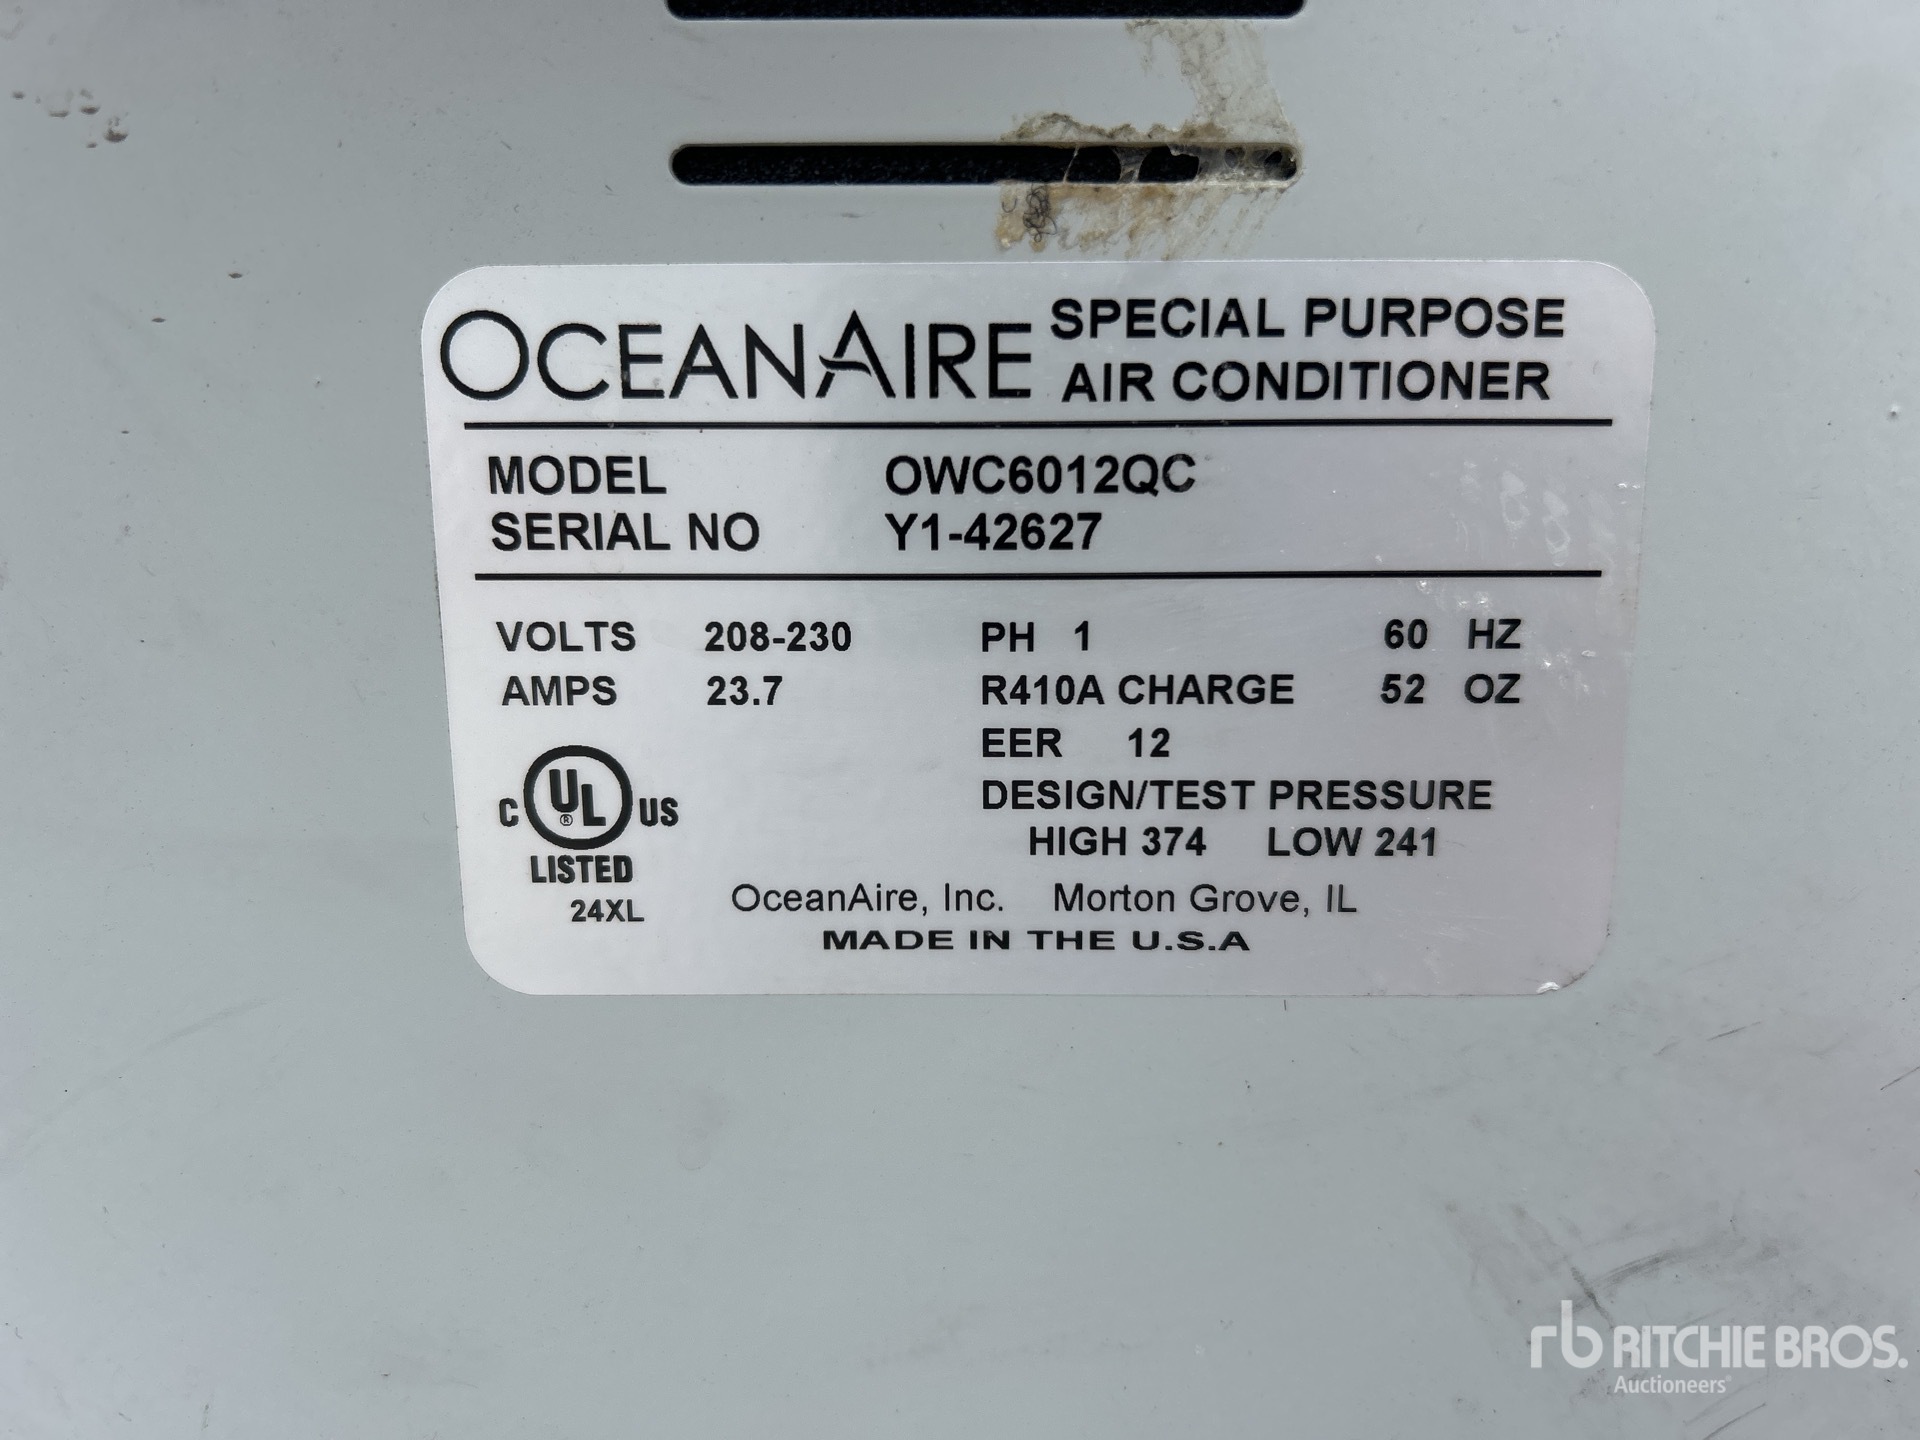 OCEANAIRE SPECIAL PURPOSE AIR CONDITIONER
MODEL OWC6012QC
SERIAL NO Y1-42627
VOLTS 208-230 PH 1 60 HZ
AMPS 23.7 R410A CHARGE 52 OZ
EER 12
DESIGN/TEST PRESSURE
HIGH 374 LOW 241
C UL ® US
LISTED
24XL
OceanAire, Inc. Morton Grove, IL
MADE IN THE U.S.A
rb RITCHIE BROS.
Auctioneers